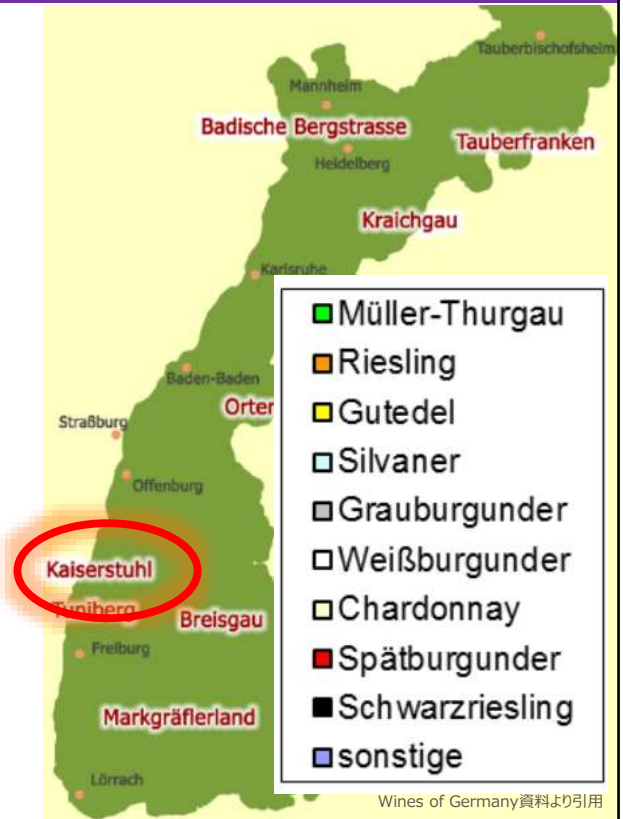 Tauberbischofsheim
Mannheim
Badische Bergstrasse
Tauberfranken
Heidelberg
Kraichgau
Karlsruhe
Baden-Baden
Orten
Straßburg
Offenburg
Kaiserstuhl
Tuniberg
Breisgau
Freiburg
Markgräflerland
Lörrach
Müller-Thurgau
Riesling
Gutedel
Silvaner
Grauburgunder
Weißburgunder
Chardonnay
Spätburgunder
Schwarzriesling
sonstige
Wines of Germany資料より引用